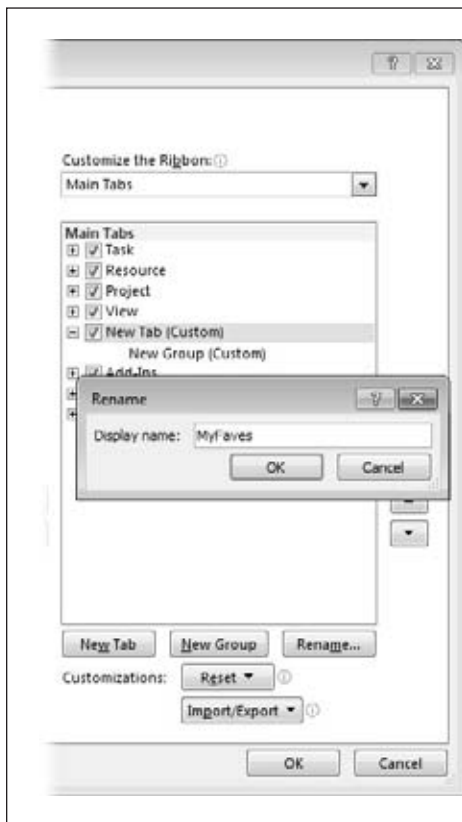 Customize the Ribbon:
Main Tabs
Main Tabs
Task
Resource
Project
View
New Tab (Custom)
New Group (Custom)
Add-Ins
Rename
Display name: MyFaves
OK Cancel
New Tab New Group Rename...
Customizations: Reset
Import/Export
OK Cancel